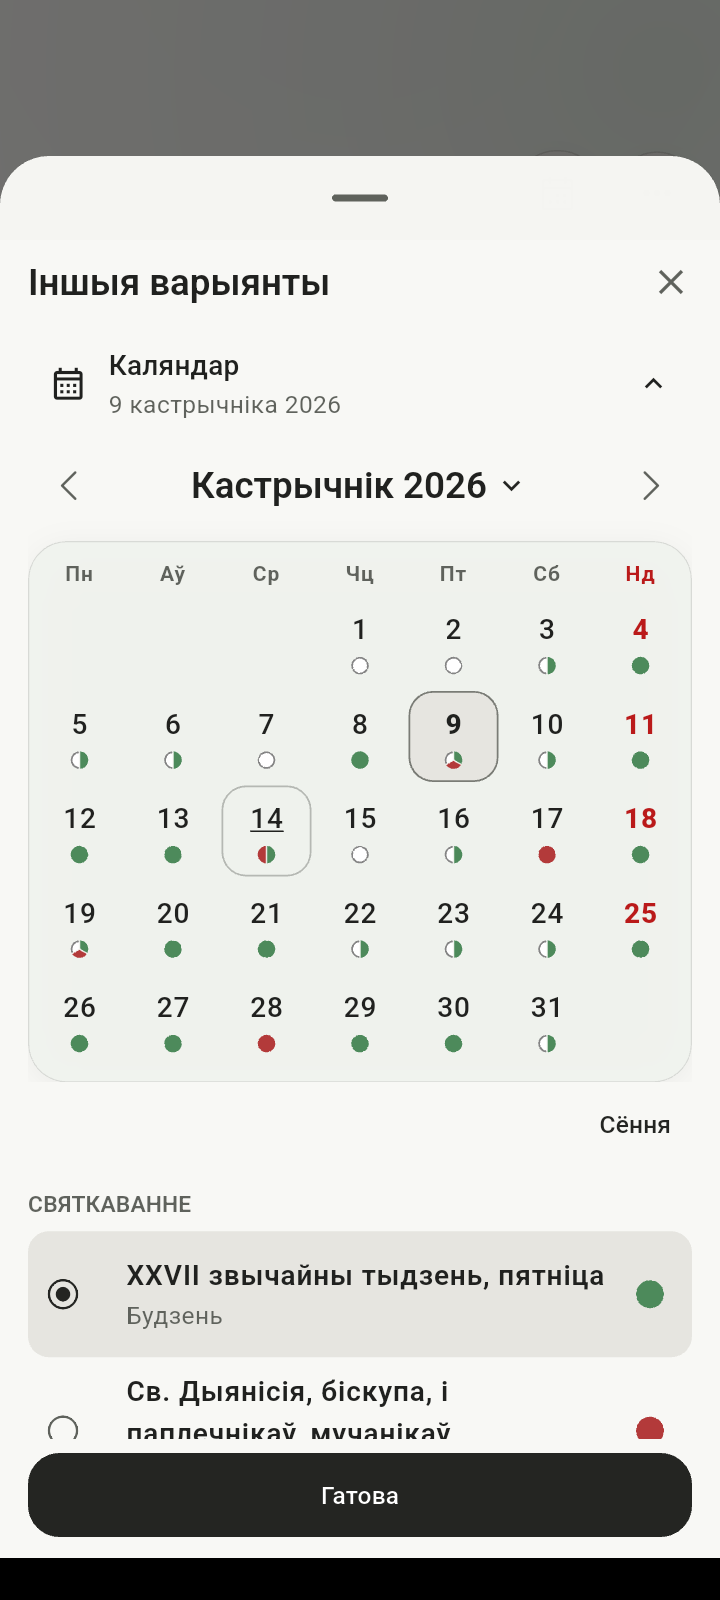 Іншыя варыянты
Каляндар
9 кастрычніка 2026
Кастрычнік 2026
Пн Аў Ср Чц Пт Сб Нд
1 2 3 4
5 6 7 8 9 10 11
12 13 14 15 16 17 18
19 20 21 22 23 24 25
26 27 28 29 30 31
Сёння
СВЯТКАВАННЕ
XXVII звычайны тыдзень, пятніца
Будзень
Св. Дыянісія, біскупа, і
паплечнікаў, мучанікаў
Гатова